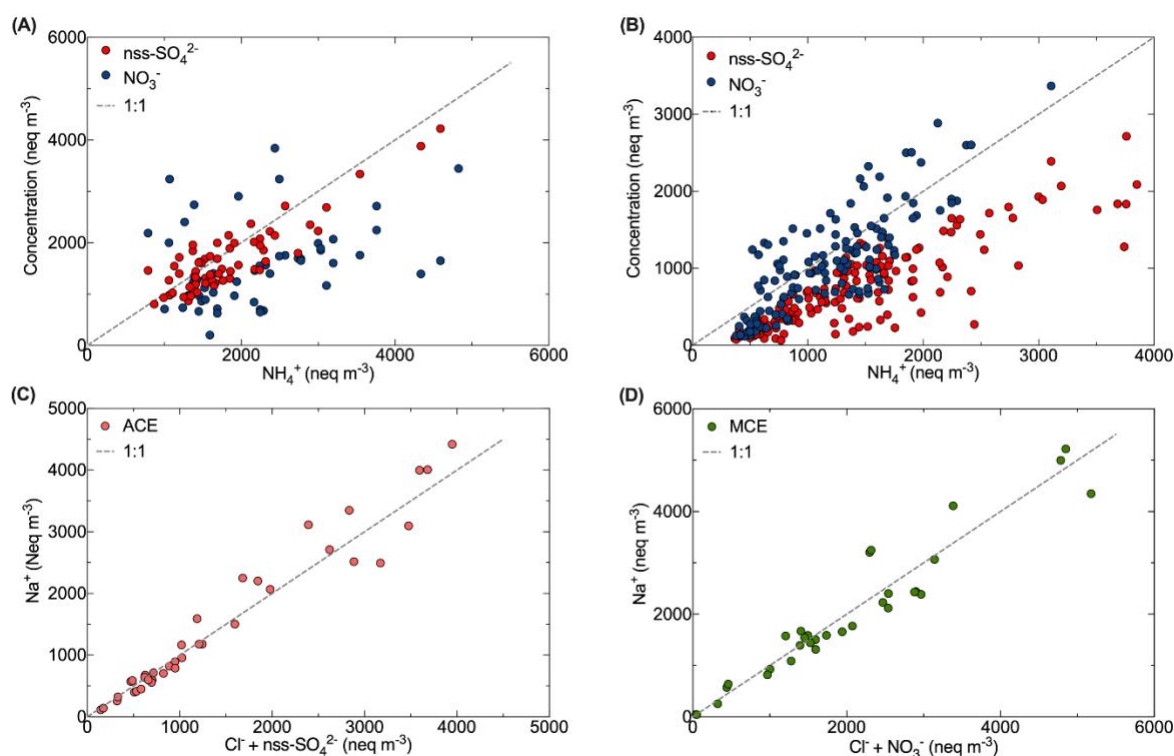 (A)
6000
4000
2000
0
Concentration (neq m⁻³)
nss-SO₄²⁻
NO₃⁻
1:1
0 2000 4000 6000
NH₄⁺ (neq m⁻³)
(B)
4000
3000
2000
1000
0
Concentration (neq m⁻³)
nss-SO₄²⁻
NO₃⁻
1:1
0 1000 2000 3000 4000
NH₄⁺ (neq m⁻³)
(C)
5000
4000
3000
2000
1000
0
Na⁺ (Neq m⁻³)
ACE
1:1
0 1000 2000 3000 4000 5000
Cl⁻ + nss-SO₄²⁻ (neq m⁻³)
(D)
6000
4000
2000
0
Na⁺ (neq m⁻³)
MCE
1:1
0 2000 4000 6000
Cl⁻ + NO₃⁻ (neq m⁻³)